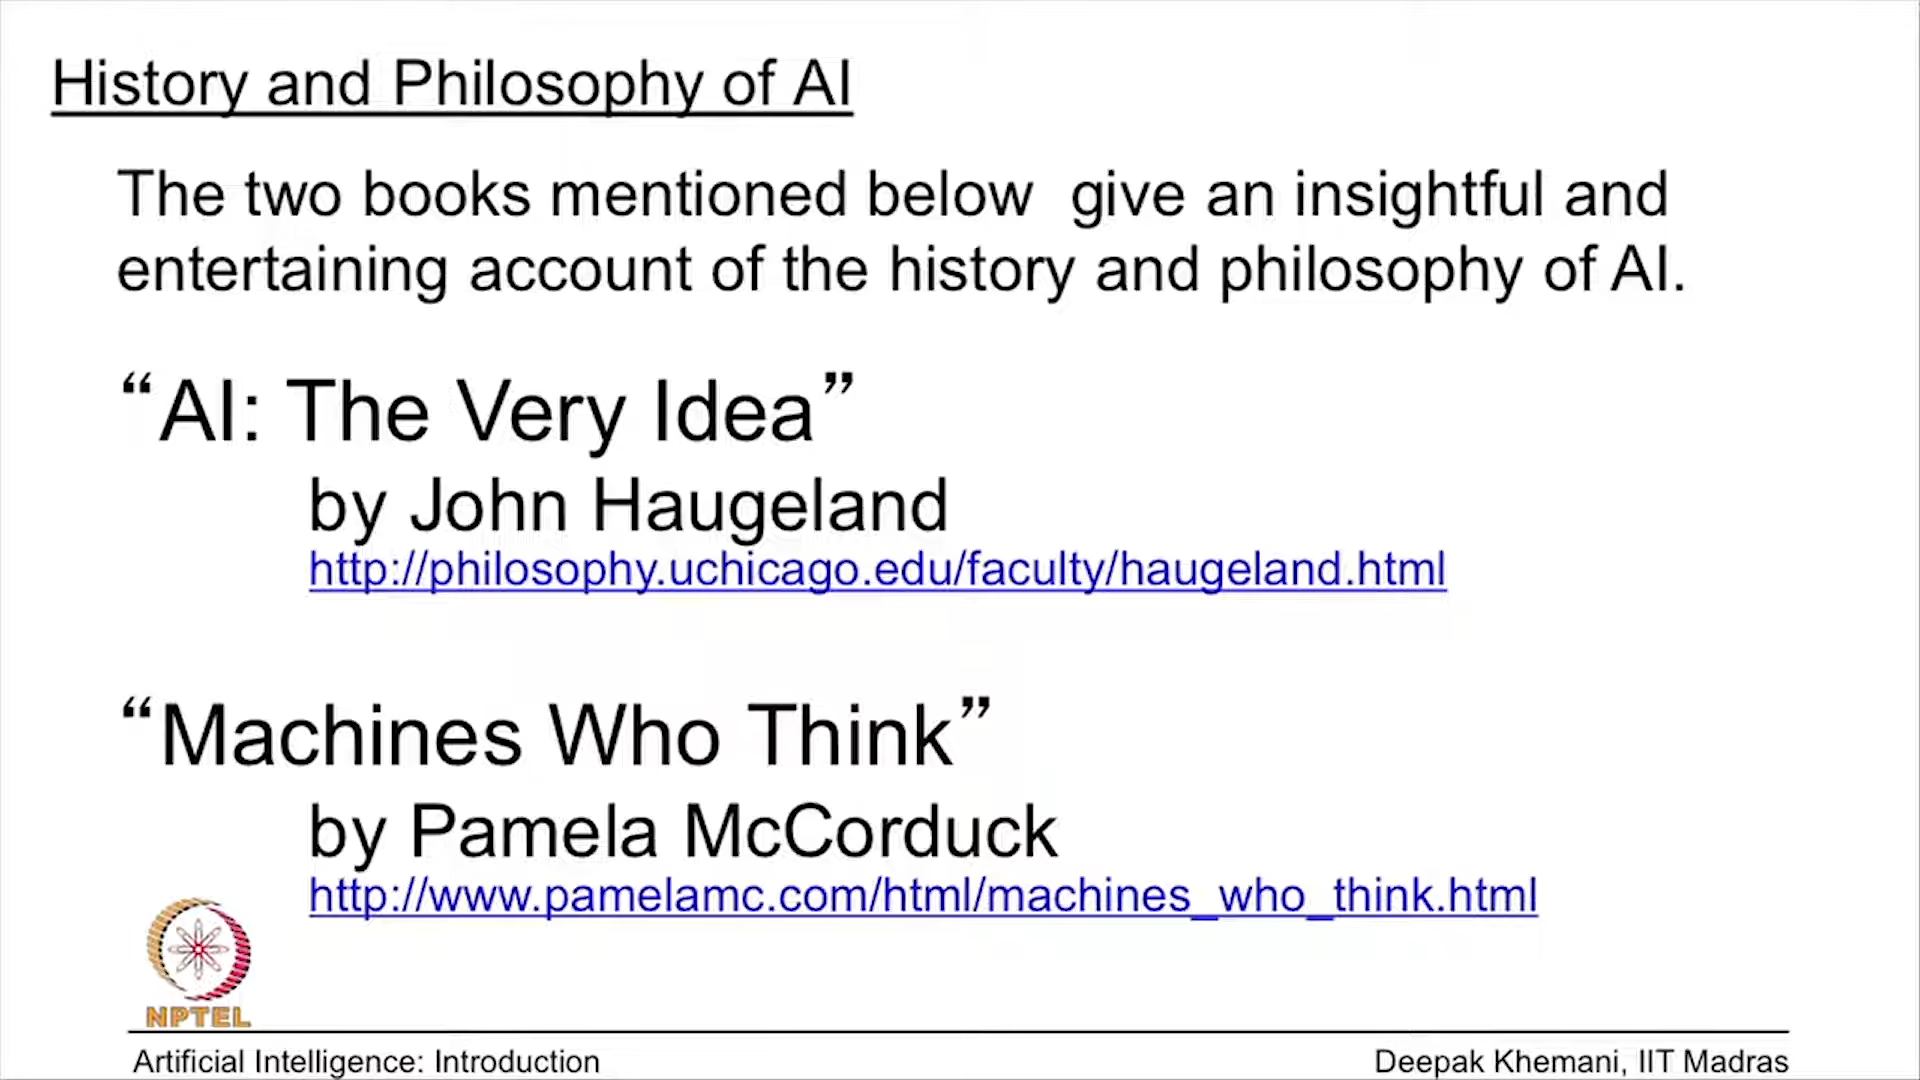 History and Philosophy of AI
The two books mentioned below  give an insightful and
entertaining account of the history and philosophy of AI.
“AI: The Very Idea”
by John Haugeland
http://philosophy.uchicago.edu/faculty/haugeland.html
“Machines Who Think”
by Pamela McCorduck
http://www.pamelamc.com/html/machines_who_think.html
NPTEL
Artificial Intelligence: Introduction
Deepak Khemani, IIT Madras